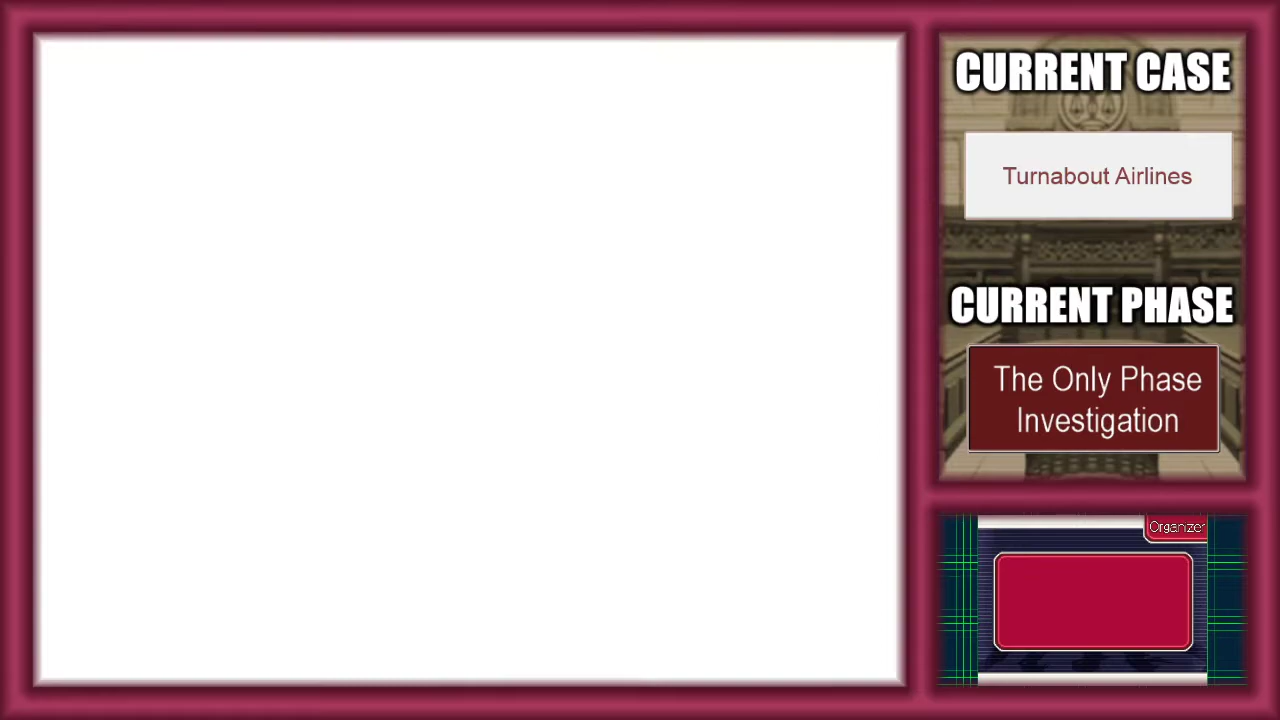 CURRENT CASE
Turnabout Airlines
CURRENT PHASE
The Only Phase
Investigation
Organizer